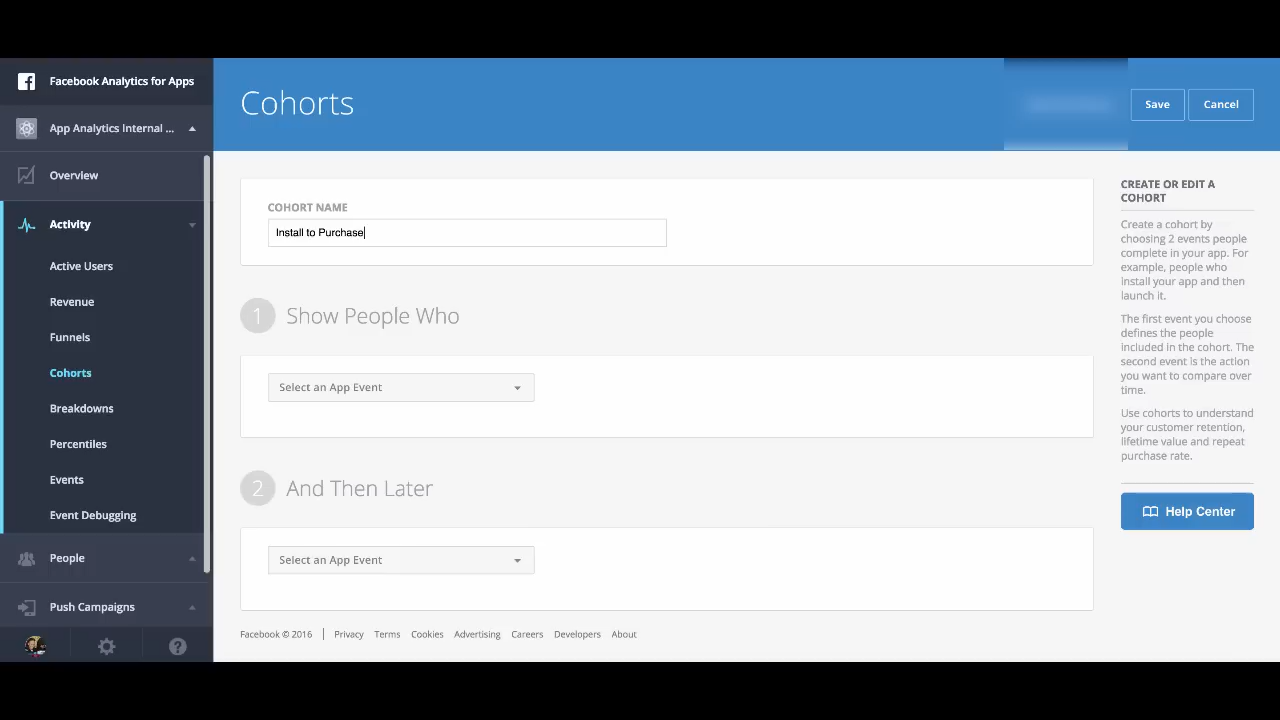 Facebook Analytics for Apps
App Analytics Internal ...
Overview
Activity
Active Users
Revenue
Funnels
Cohorts
Breakdowns
Percentiles
Events
Event Debugging
People
Push Campaigns
Cohorts
Save
Cancel
COHORT NAME
Install to Purchase
1 Show People Who
Select an App Event
2 And Then Later
Select an App Event
Facebook © 2016
Privacy
Terms
Cookies
Advertising
Careers
Developers
About
CREATE OR EDIT A
COHORT
Create a cohort by
choosing 2 events people
complete in your app. For
example, people who
install your app and then
launch it.
The first event you choose
defines the people
included in the cohort. The
second event is the action
you want to compare over
time.
Use cohorts to understand
your customer retention,
lifetime value and repeat
purchase rate.
Help Center